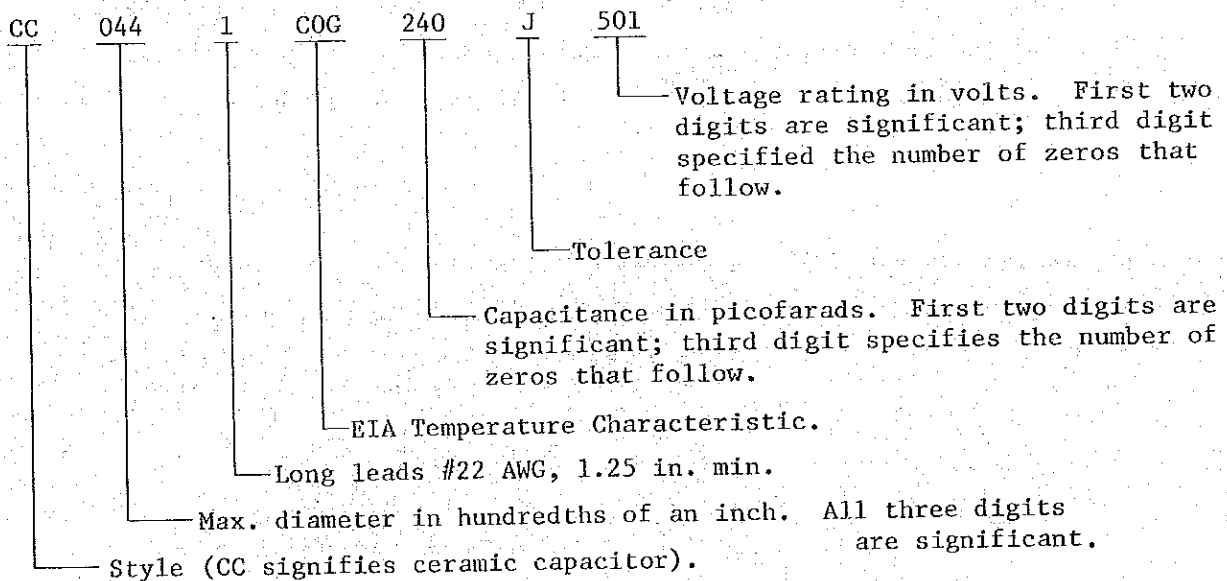 CC 044 1 COG 240 J 501
Voltage rating in volts. First two
digits are significant; third digit
specified the number of zeros that
follow.
Tolerance
Capacitance in picofarads. First two digits are
significant; third digit specifies the number of
zeros that follow.
EIA Temperature Characteristic.
Long leads #22 AWG, 1.25 in. min.
Max. diameter in hundredths of an inch. All three digits
are significant.
Style (CC signifies ceramic capacitor).